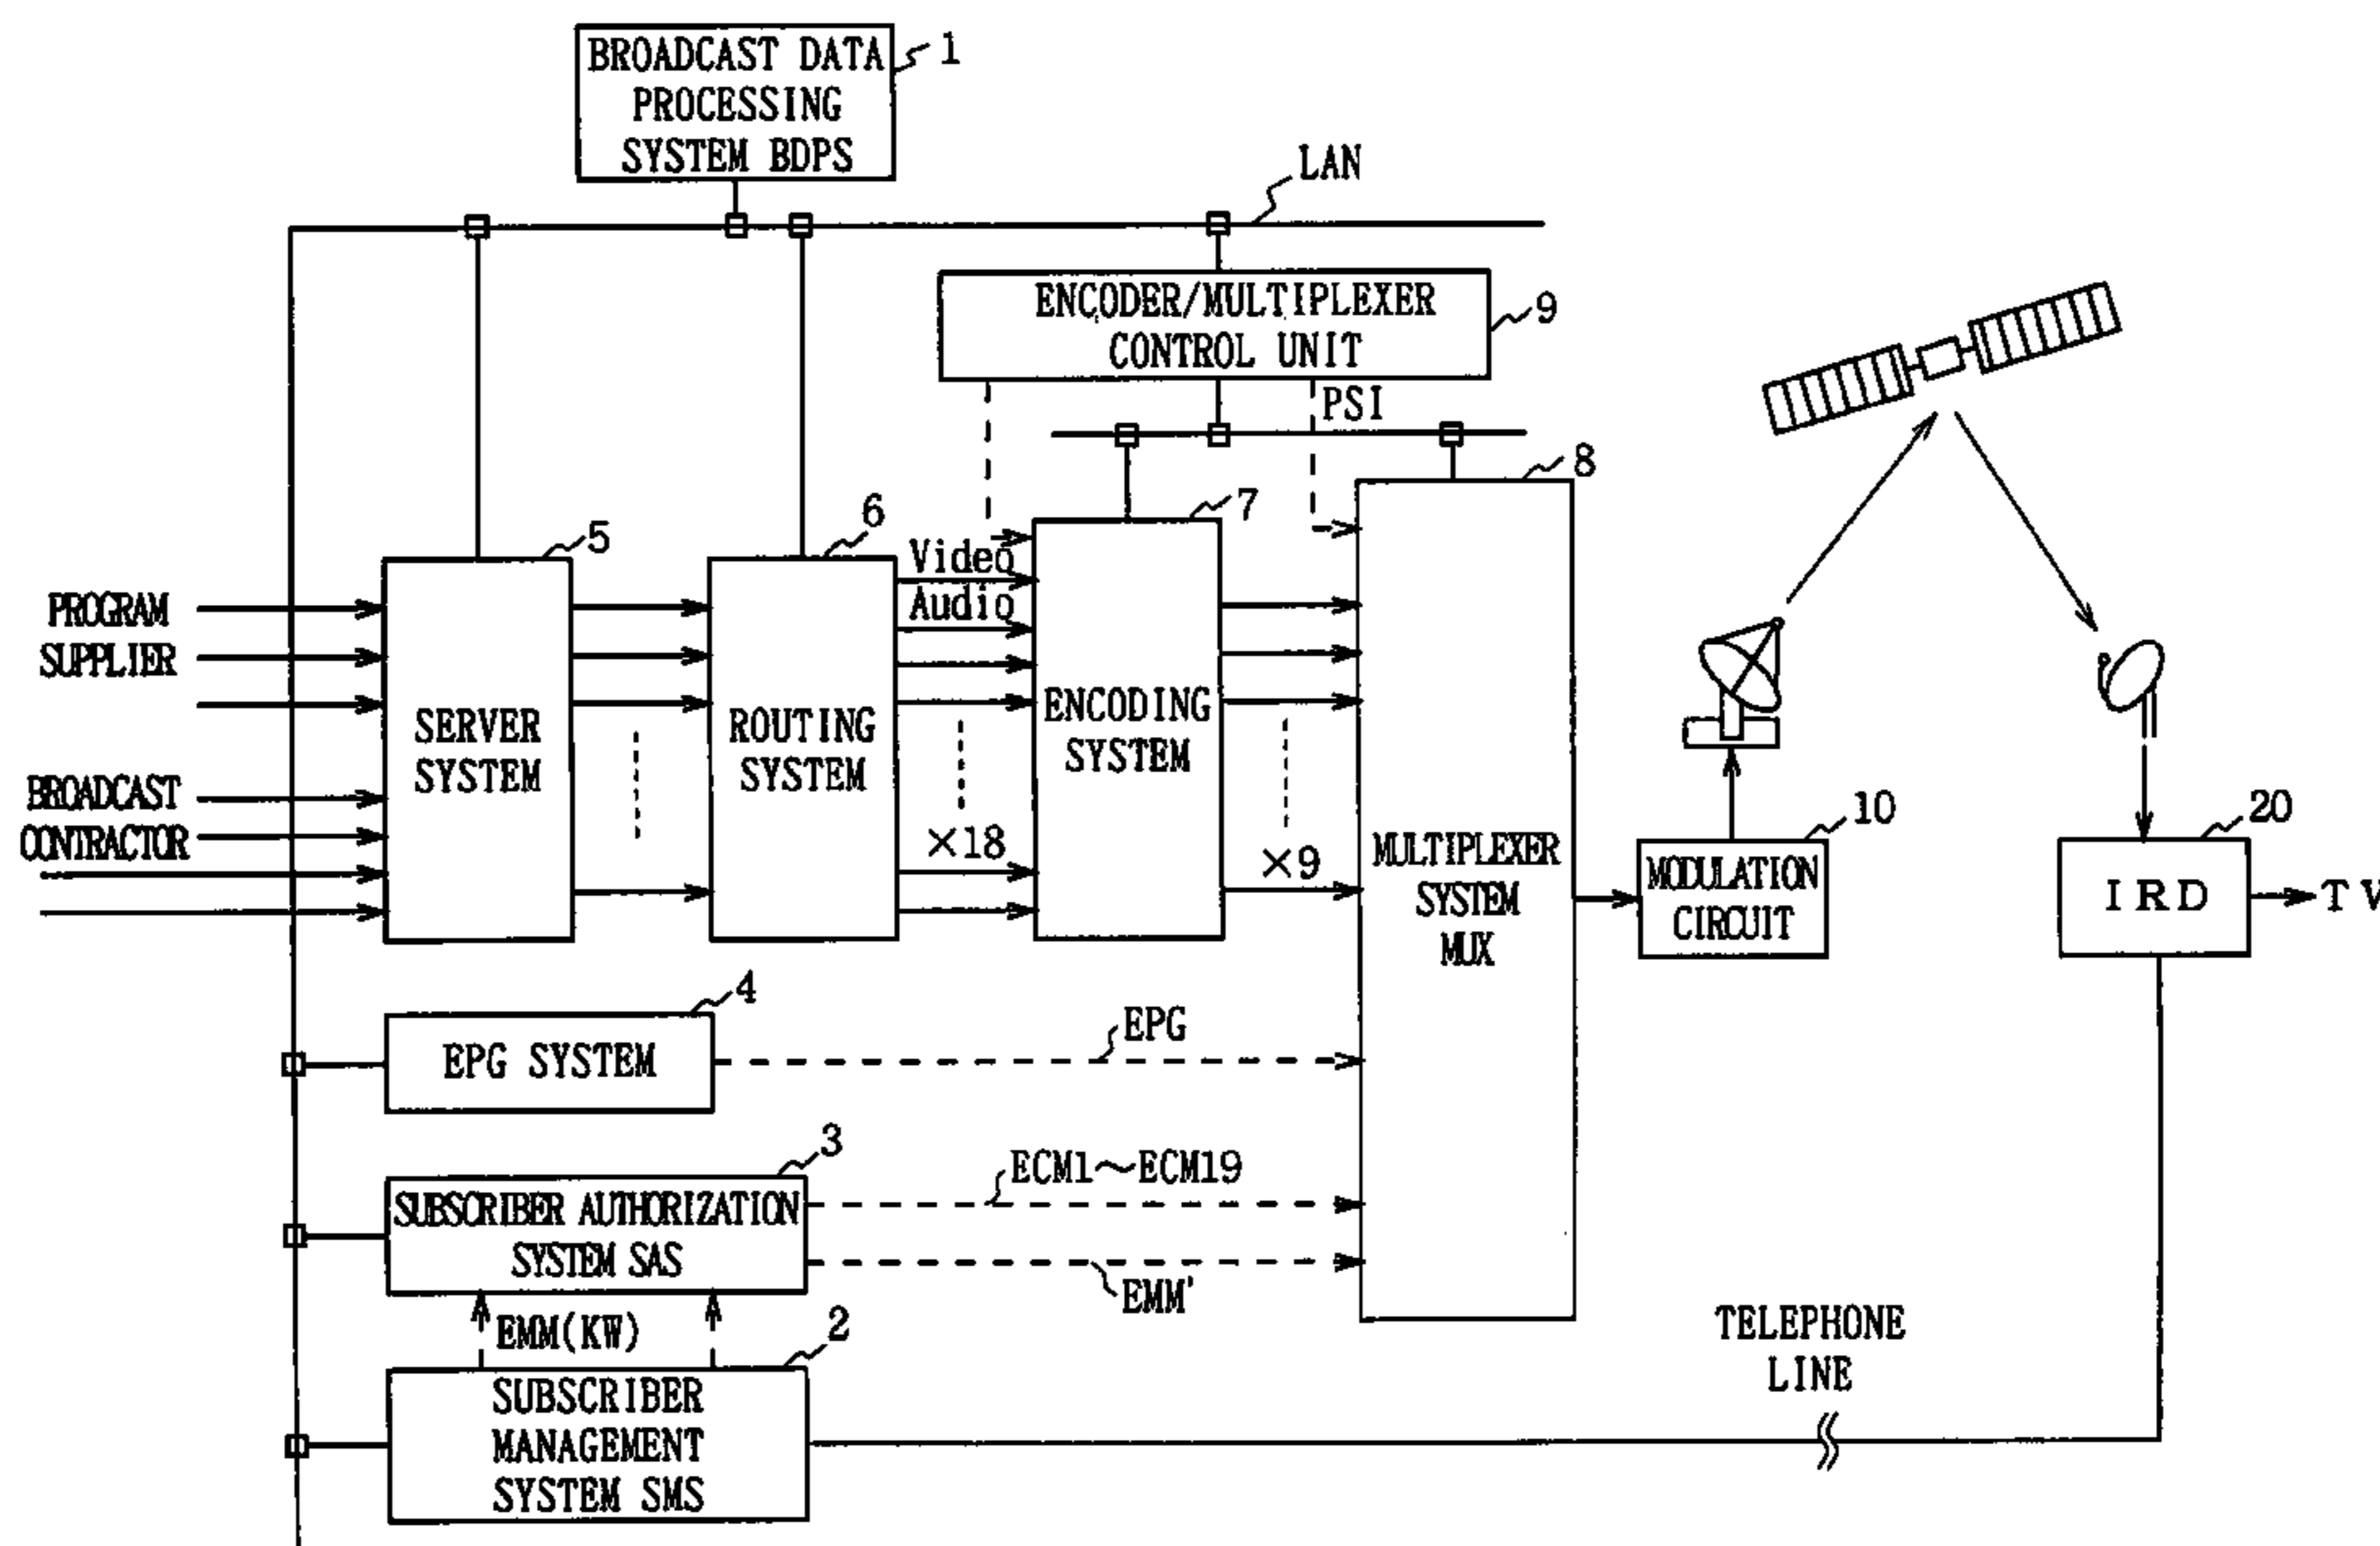 BROADCAST DATA
PROCESSING
SYSTEM BDPS
1
LAN
ENCODER/MULTIPLEXER
CONTROL UNIT
9
PSI
8
7
6
5
Video
Audio
PROGRAM
SUPPLIER
SERVER
SYSTEM
ROUTING
SYSTEM
ENCODING
SYSTEM
BROADCAST
CONTRACTOR
×18
×9
MULTIPLEXER
SYSTEM
MUX
MODULATION
CIRCUIT
10
IRD
20
TV
4
EPG SYSTEM
EPG
3
SUBSCRIBER AUTHORIZATION
SYSTEM SAS
ECM1~ECM19
EMM'
EMM(KW)
2
SUBSCRIBER
MANAGEMENT
SYSTEM SMS
TELEPHONE
LINE